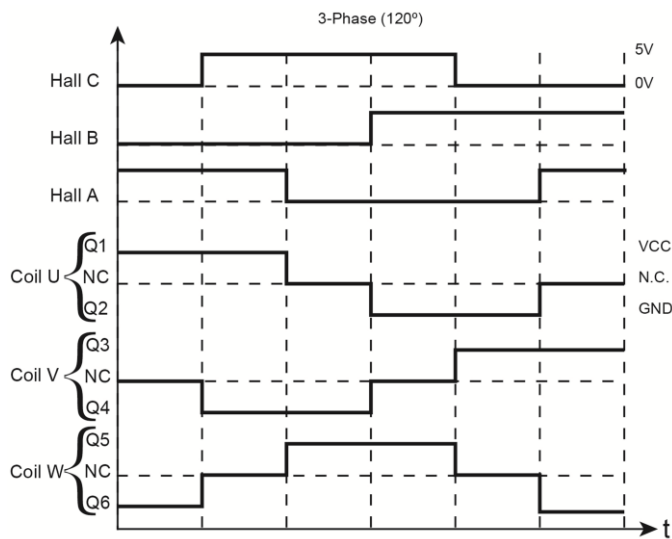 3-Phase (120º)
Hall C
5V
0V
Hall B
Hall A
Coil U
Q1
NC
Q2
VCC
N.C.
GND
Coil V
Q3
NC
Q4
Coil W
Q5
NC
Q6
t